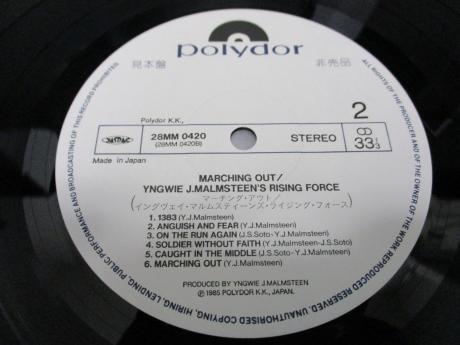 polydor
見本盤
非売品
Polydor K.K.,
2
JASRAC
28MM 0420
(28MM 0420B)
STEREO
33 1/3
Made in Japan
MARCHING OUT/
YNGWIE J.MALMSTEEN'S RISING FORCE
マーチング・アウト/
(イングヴェイ・マルムスティーンズ・ライジング・フォース)
1. 1383 (Y.J.Malmsteen)
2. ANGUISH AND FEAR (Y.J.Malmsteen)
3. ON THE RUN AGAIN (J.S.Soto-Y.J.Malmsteen)
4. SOLDIER WITHOUT FAITH (Y.J.Malmsteen-J.S.Soto)
5. CAUGHT IN THE MIDDLE (J.S.Soto-Y.J.Malmsteen)
6. MARCHING OUT (Y.J.Malmsteen)
PRODUCED BY YNGWIE J.MALMSTEEN
℗1985 POLYDOR K.K., JAPAN.
ALL RIGHTS OF THE PRODUCER AND OF THE OWNER OF THE WORK REPRODUCED RESERVED. UNAUTHORISED COPYING, HIRING, LENDING, PUBLIC PERFORMANCE AND BROADCASTING OF THIS RECORD PROHIBITED.